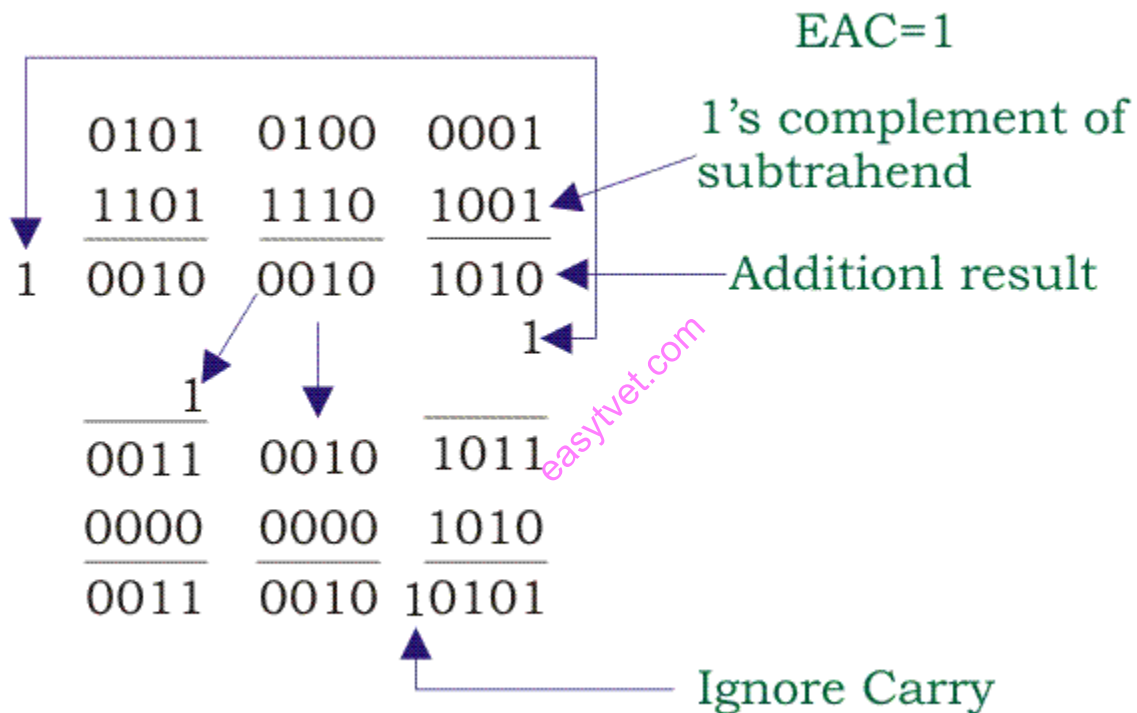 EAC=1
0101 0100 0001
1's complement of
subtrahend
1101 1110 1001
1 0010 0010 1010
Additionl result
1
1
0011 0010 1011
0000 0000 1010
0011 0010 10101
Ignore Carry
easytvet.com